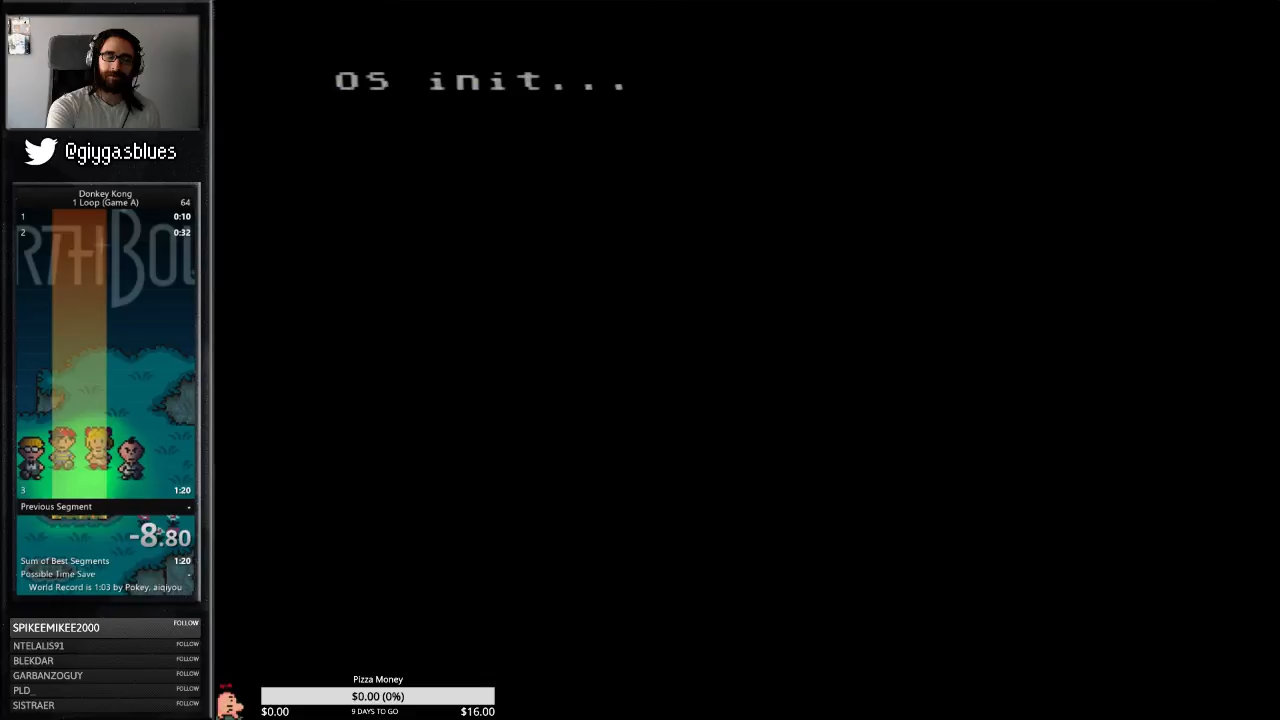 OS init...
@giygasblues
Donkey Kong
1 Loop (Game A) 64
1 0:10
2 0:32
3 1:20
Previous Segment -
-8.80
Sum of Best Segments 1:20
Possible Time Save -
World Record is 1:03 by Pokey, aiqiyou
SPIKEEMIKEE2000 FOLLOW
NTELALIS91 FOLLOW
BLEKDAR FOLLOW
GARBANZOGUY FOLLOW
PLD_ FOLLOW
SISTRAER FOLLOW
Pizza Money
$0.00 (0%)
$0.00 9 DAYS TO GO $16.00